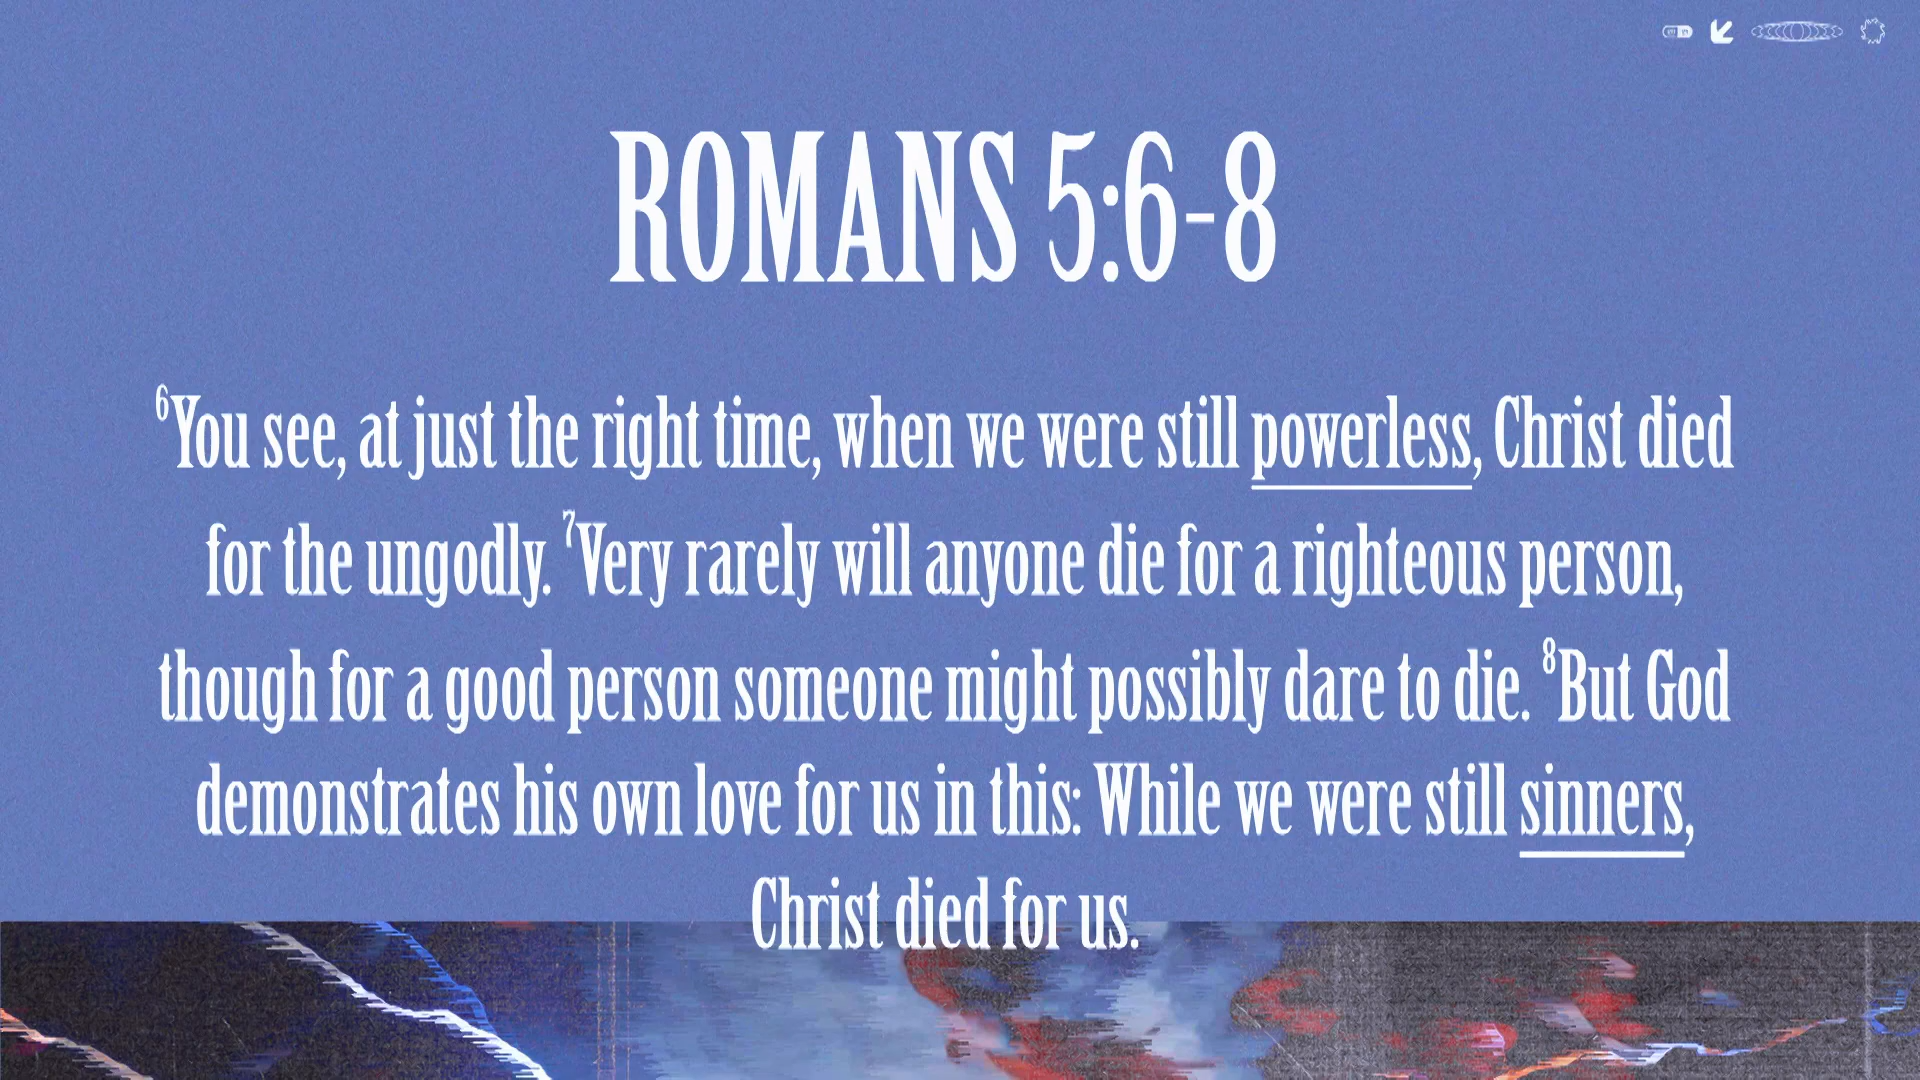 ROMANS 5:6-8
⁶You see, at just the right time, when we were still powerless, Christ died
for the ungodly. ⁷Very rarely will anyone die for a righteous person,
though for a good person someone might possibly dare to die. ⁸But God
demonstrates his own love for us in this: While we were still sinners,
Christ died for us.